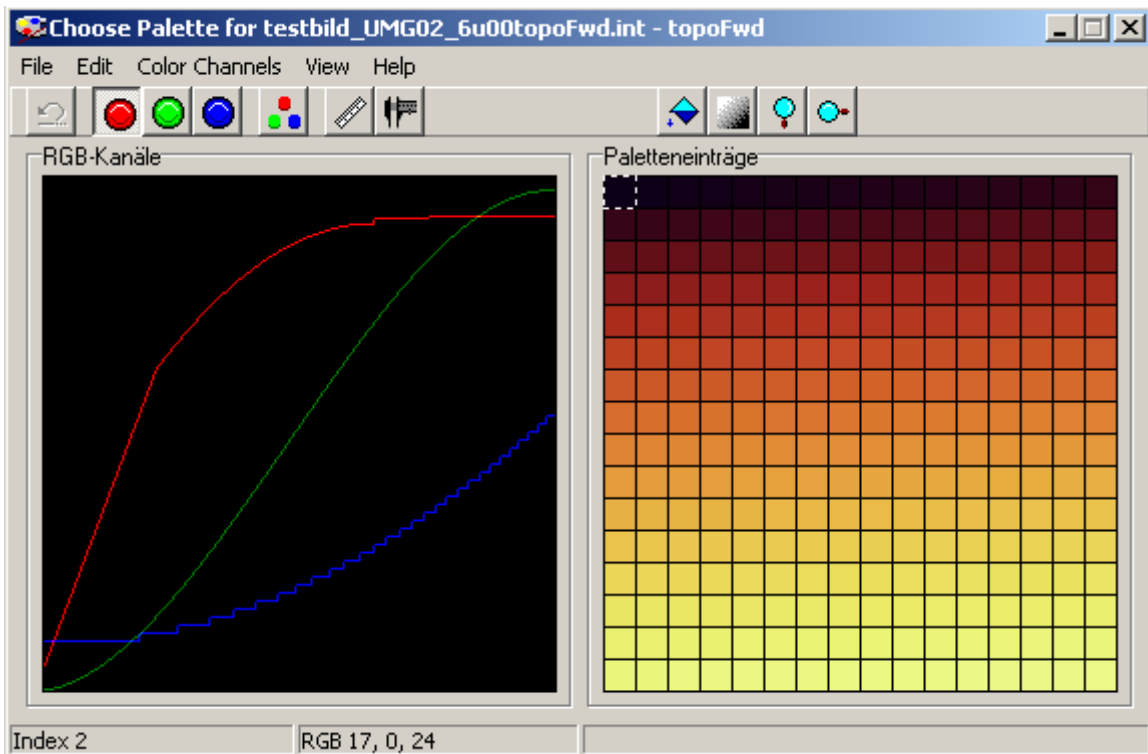 Choose Palette for testbild_UMG02_6u00topoFwd.int - topoFwd
File Edit Color Channels View Help
RGB-Kanäle
Paletteneinträge
Index 2
RGB 17, 0, 24